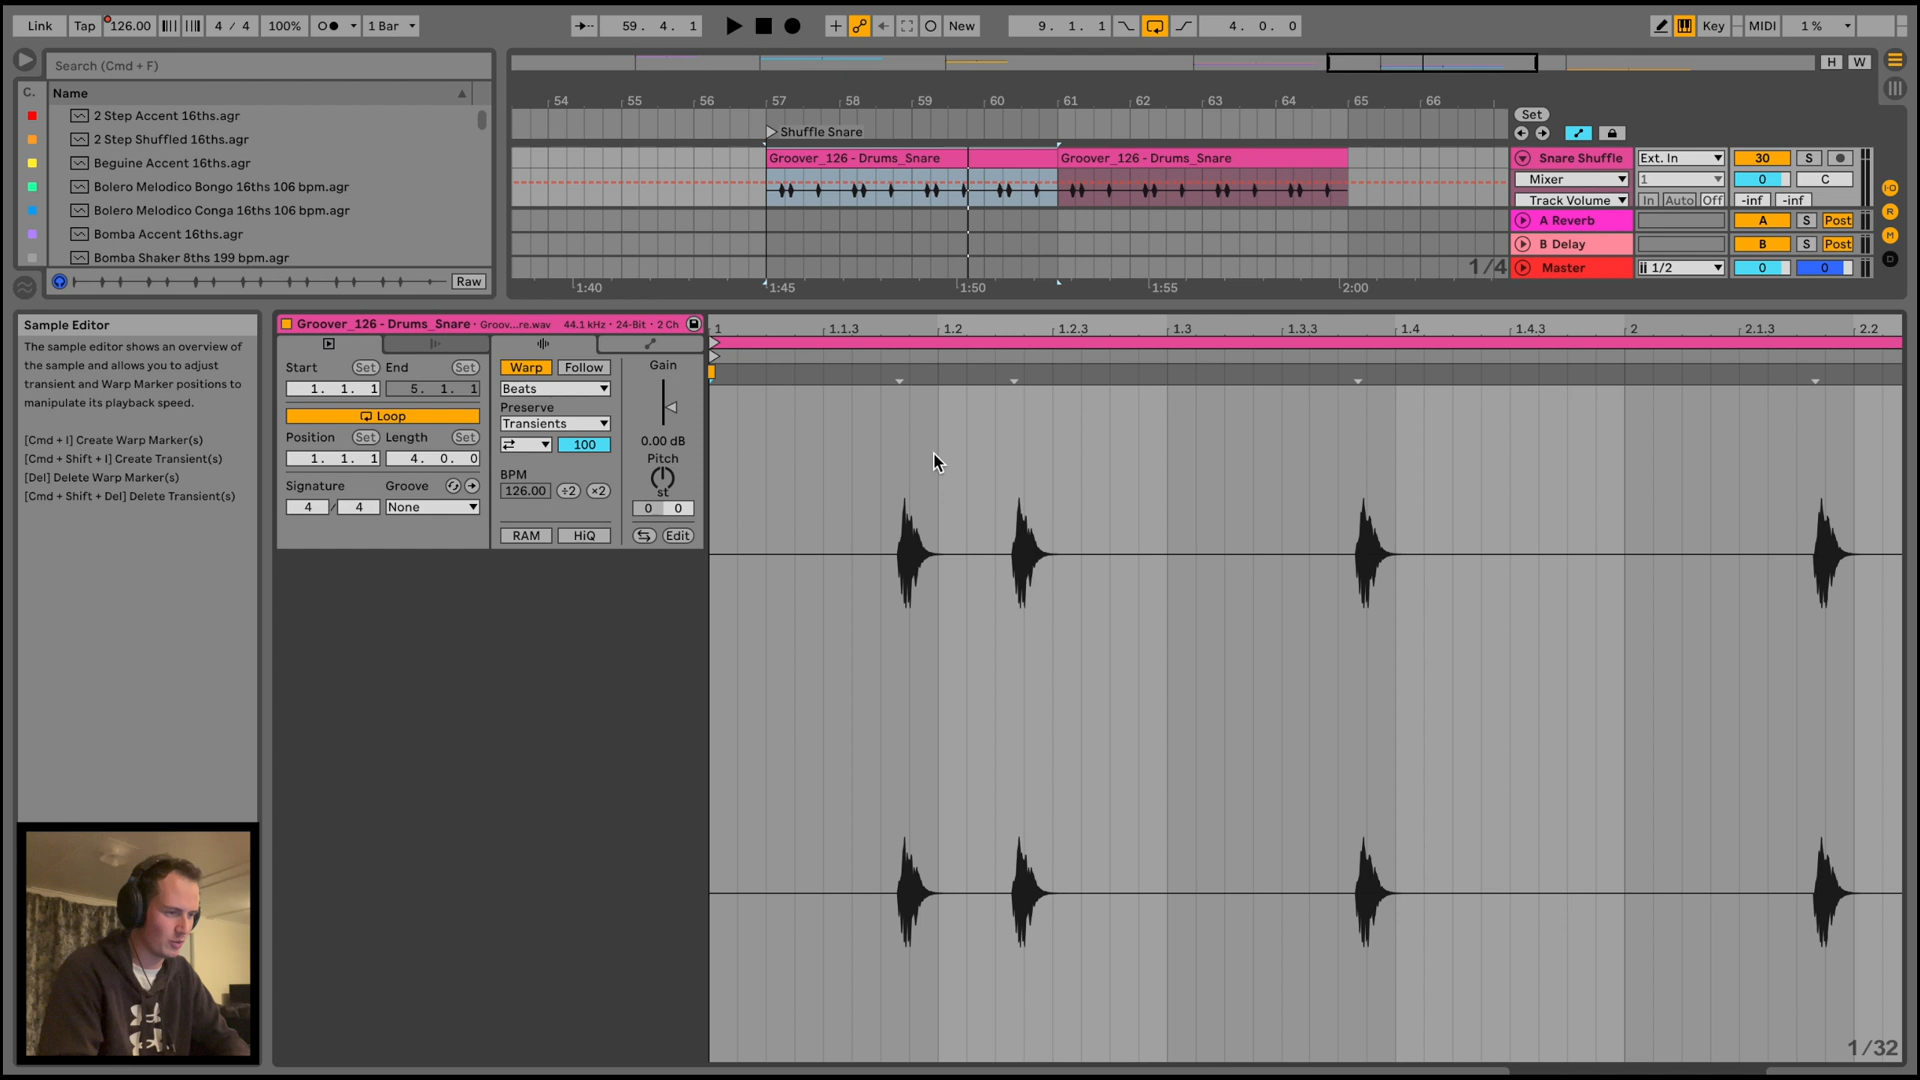 Link Tap 126.00 4 / 4 100% 1 Bar 59. 4. 1 New 9. 1. 1 4. 0. 0 Key MIDI 1 %
Search (Cmd + F) H W
C. Name
2 Step Accent 16ths.agr
2 Step Shuffled 16ths.agr
Beguine Accent 16ths.agr
Bolero Melodico Bongo 16ths 106 bpm.agr
Bolero Melodico Conga 16ths 106 bpm.agr
Bomba Accent 16ths.agr
Bomba Shaker 8ths 199 bpm.agr
Raw
54 55 56 57 58 59 60 61 62 63 64 65 66
Set
Shuffle Snare
Groover_126 - Drums_Snare Groover_126 - Drums_Snare
Snare Shuffle Ext. In 30 S
Mixer 1 0 C
Track Volume In Auto Off -inf -inf
A Reverb A S Post
B Delay B S Post
1/4 Master 1/2 0 0
1:40 1:45 1:50 1:55 2:00
I·O
R
M
D
Sample Editor
The sample editor shows an overview of
the sample and allows you to adjust
transient and Warp Marker positions to
manipulate its playback speed.
[Cmd + I] Create Warp Marker(s)
[Cmd + Shift + I] Create Transient(s)
[Del] Delete Warp Marker(s)
[Cmd + Shift + Del] Delete Transient(s)
Groover_126 - Drums_Snare · Groov...re.wav 44.1 kHz · 24-Bit · 2 Ch
Start Set End Set
1. 1. 1 5. 1. 1
Loop
Position Set Length Set
1. 1. 1 4. 0. 0
Signature Groove
4 / 4 None
Warp Follow
Beats
Preserve
Transients
100
BPM
126.00 ÷2 ×2
RAM HiQ
Gain
0.00 dB
Pitch
st
0 0
Edit
1 1.1.3 1.2 1.2.3 1.3 1.3.3 1.4 1.4.3 2 2.1.3 2.2
1/32